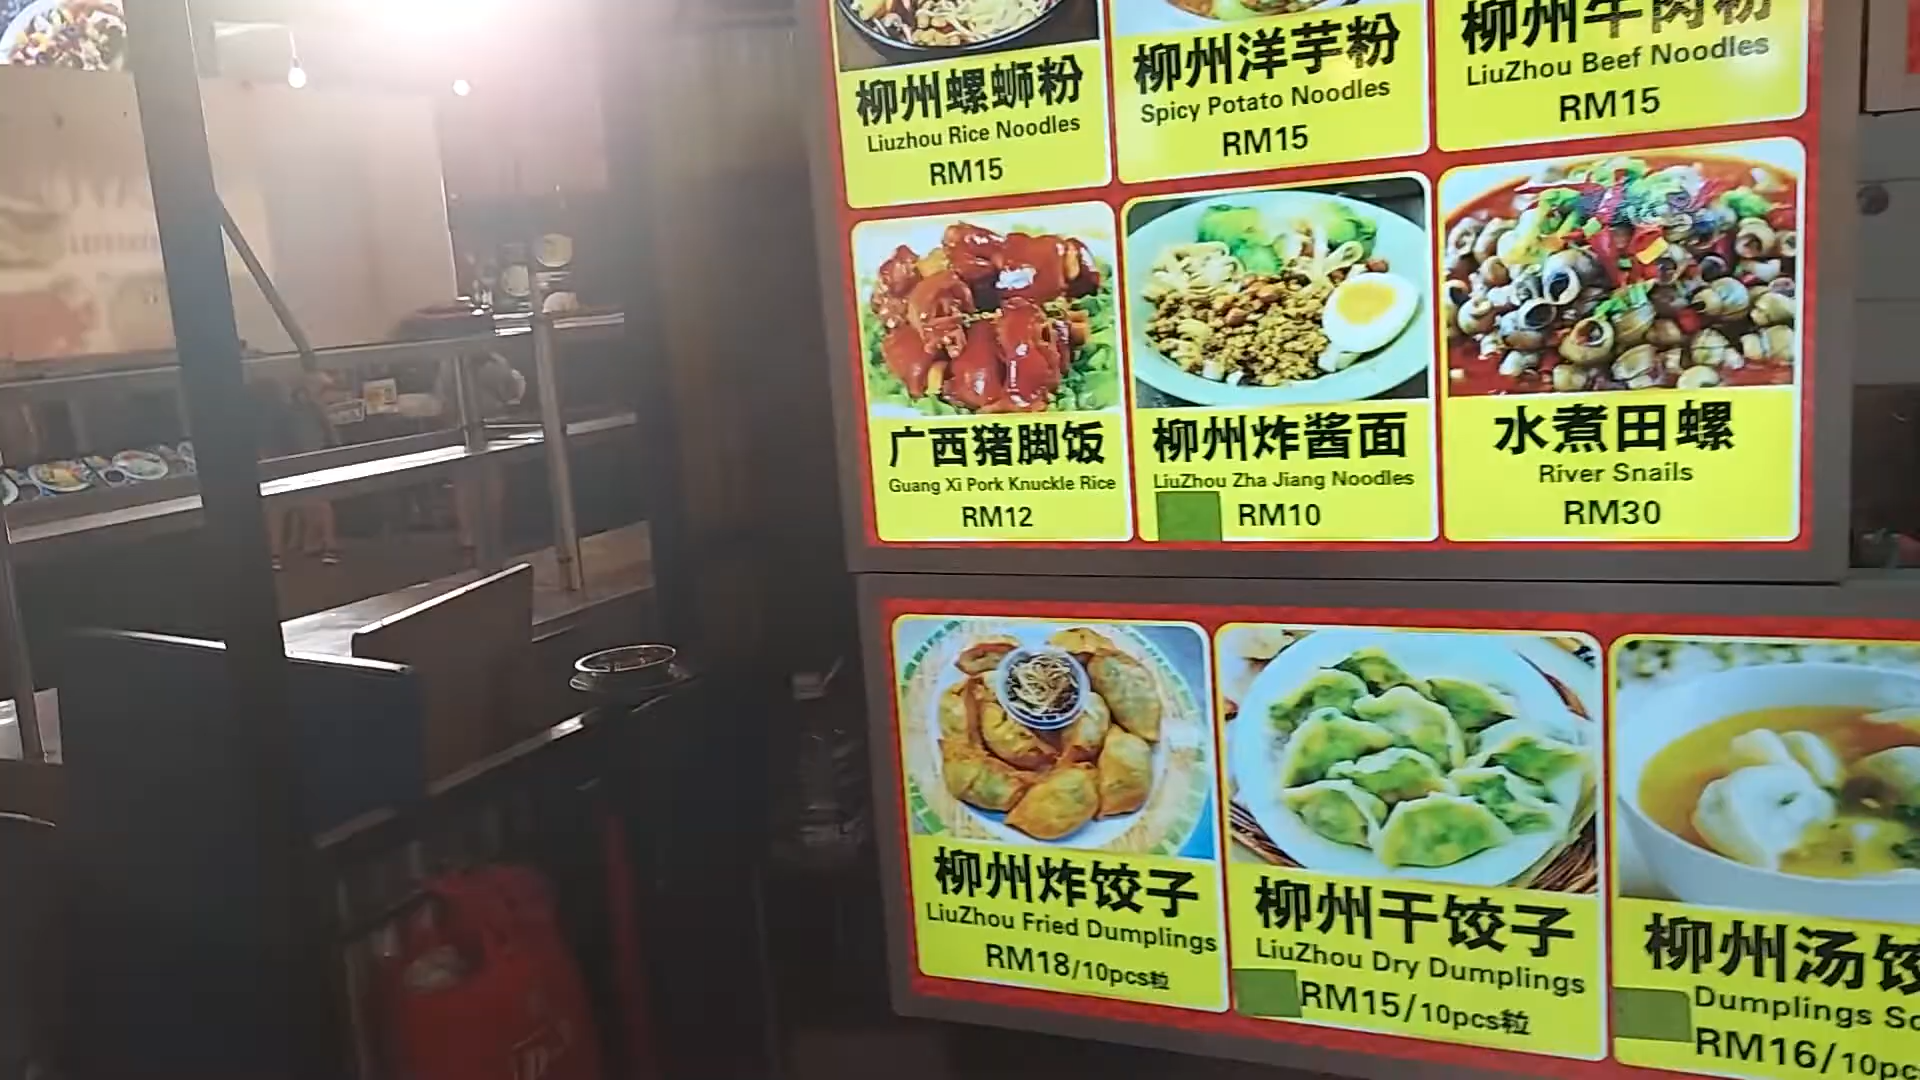 柳州螺蛳粉
Liuzhou Rice Noodles
RM15
柳州洋芋粉
Spicy Potato Noodles
RM15
柳州牛肉粉
LiuZhou Beef Noodles
RM15
广西猪脚饭
Guang Xi Pork Knuckle Rice
RM12
柳州炸酱面
LiuZhou Zha Jiang Noodles
RM10
水煮田螺
River Snails
RM30
柳州炸饺子
LiuZhou Fried Dumplings
RM18/10pcs粒
柳州干饺子
LiuZhou Dry Dumplings
RM15/10pcs粒
柳州汤饺
Dumplings
RM16/10pc